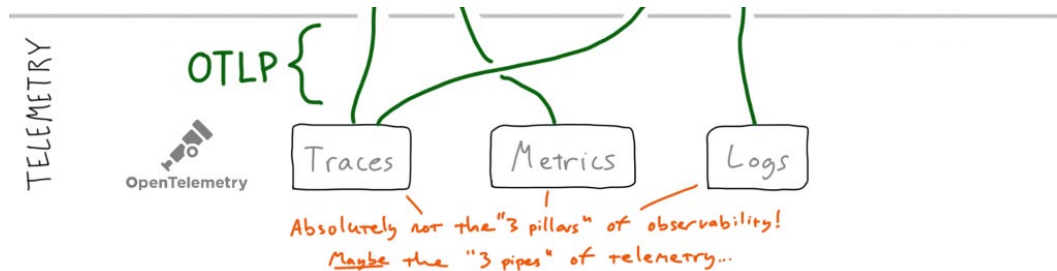 TELEMETRY
OTLP
OpenTelemetry
Traces
Metrics
Logs
Absolutely not the "3 pillars" of observability!
Maybe the "3 pipes" of telemetry...